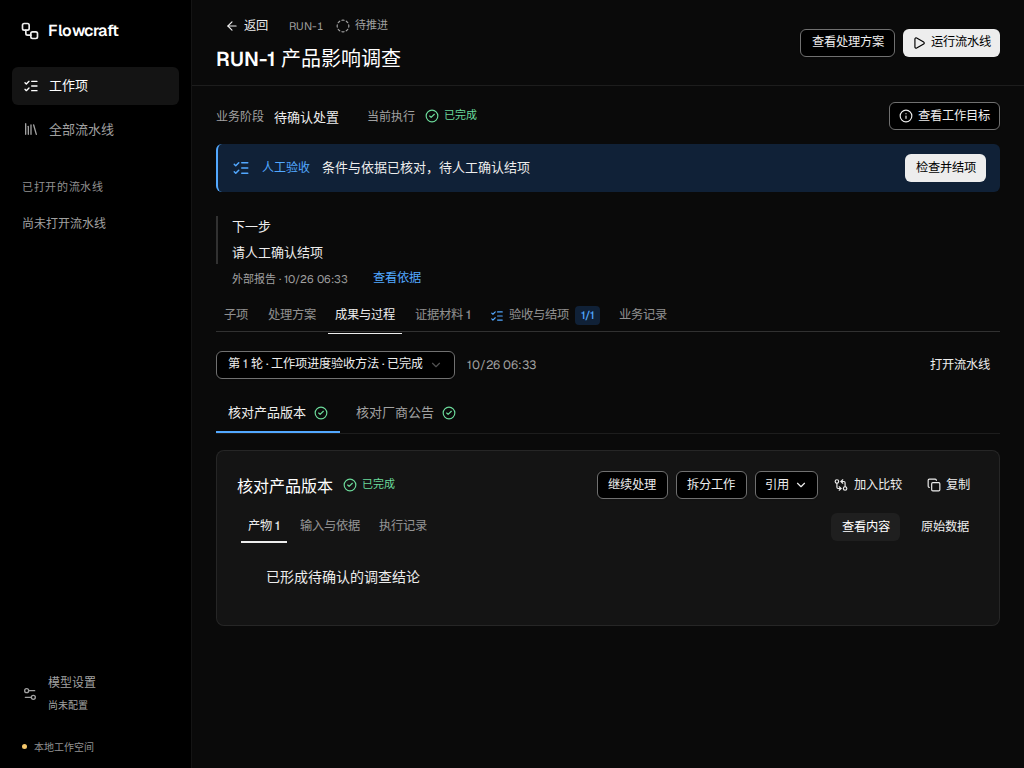 Flowcraft
工作项
全部流水线
已打开的流水线
尚未打开流水线
模型设置
尚未配置
本地工作空间
返回 RUN-1 待推进
RUN-1 产品影响调查
查看处理方案 运行流水线
业务阶段 待确认处置 当前执行 已完成 查看工作目标
人工验收 条件与依据已核对，待人工确认结项 检查并结项
下一步
请人工确认结项
外部报告 · 10/26 06:33 查看依据
子项 处理方案 成果与过程 证据材料 1 验收与结项 1/1 业务记录
第 1 轮 · 工作项进度验收方法 · 已完成 10/26 06:33 打开流水线
核对产品版本 核对厂商公告
核对产品版本 已完成 继续处理 拆分工作 引用 加入比较 复制
产物 1 输入与依据 执行记录 查看内容 原始数据
已形成待确认的调查结论